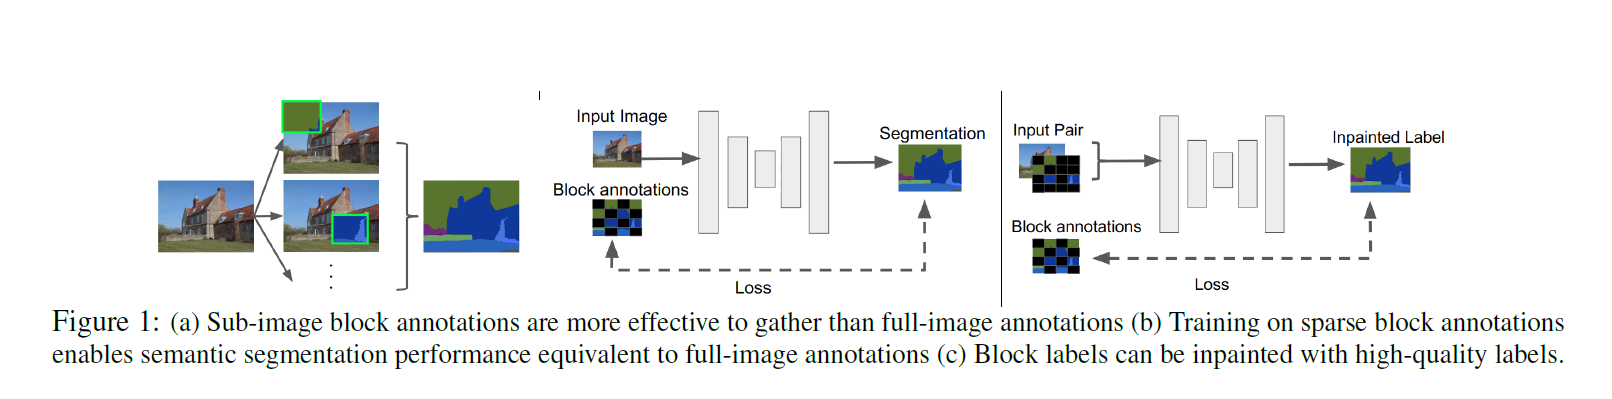 Input Image
Block annotations
Segmentation
Loss
Input Pair
Block annotations
Inpainted Label
Loss
Figure 1: (a) Sub-image block annotations are more effective to gather than full-image annotations (b) Training on sparse block annotations
enables semantic segmentation performance equivalent to full-image annotations (c) Block labels can be inpainted with high-quality labels.